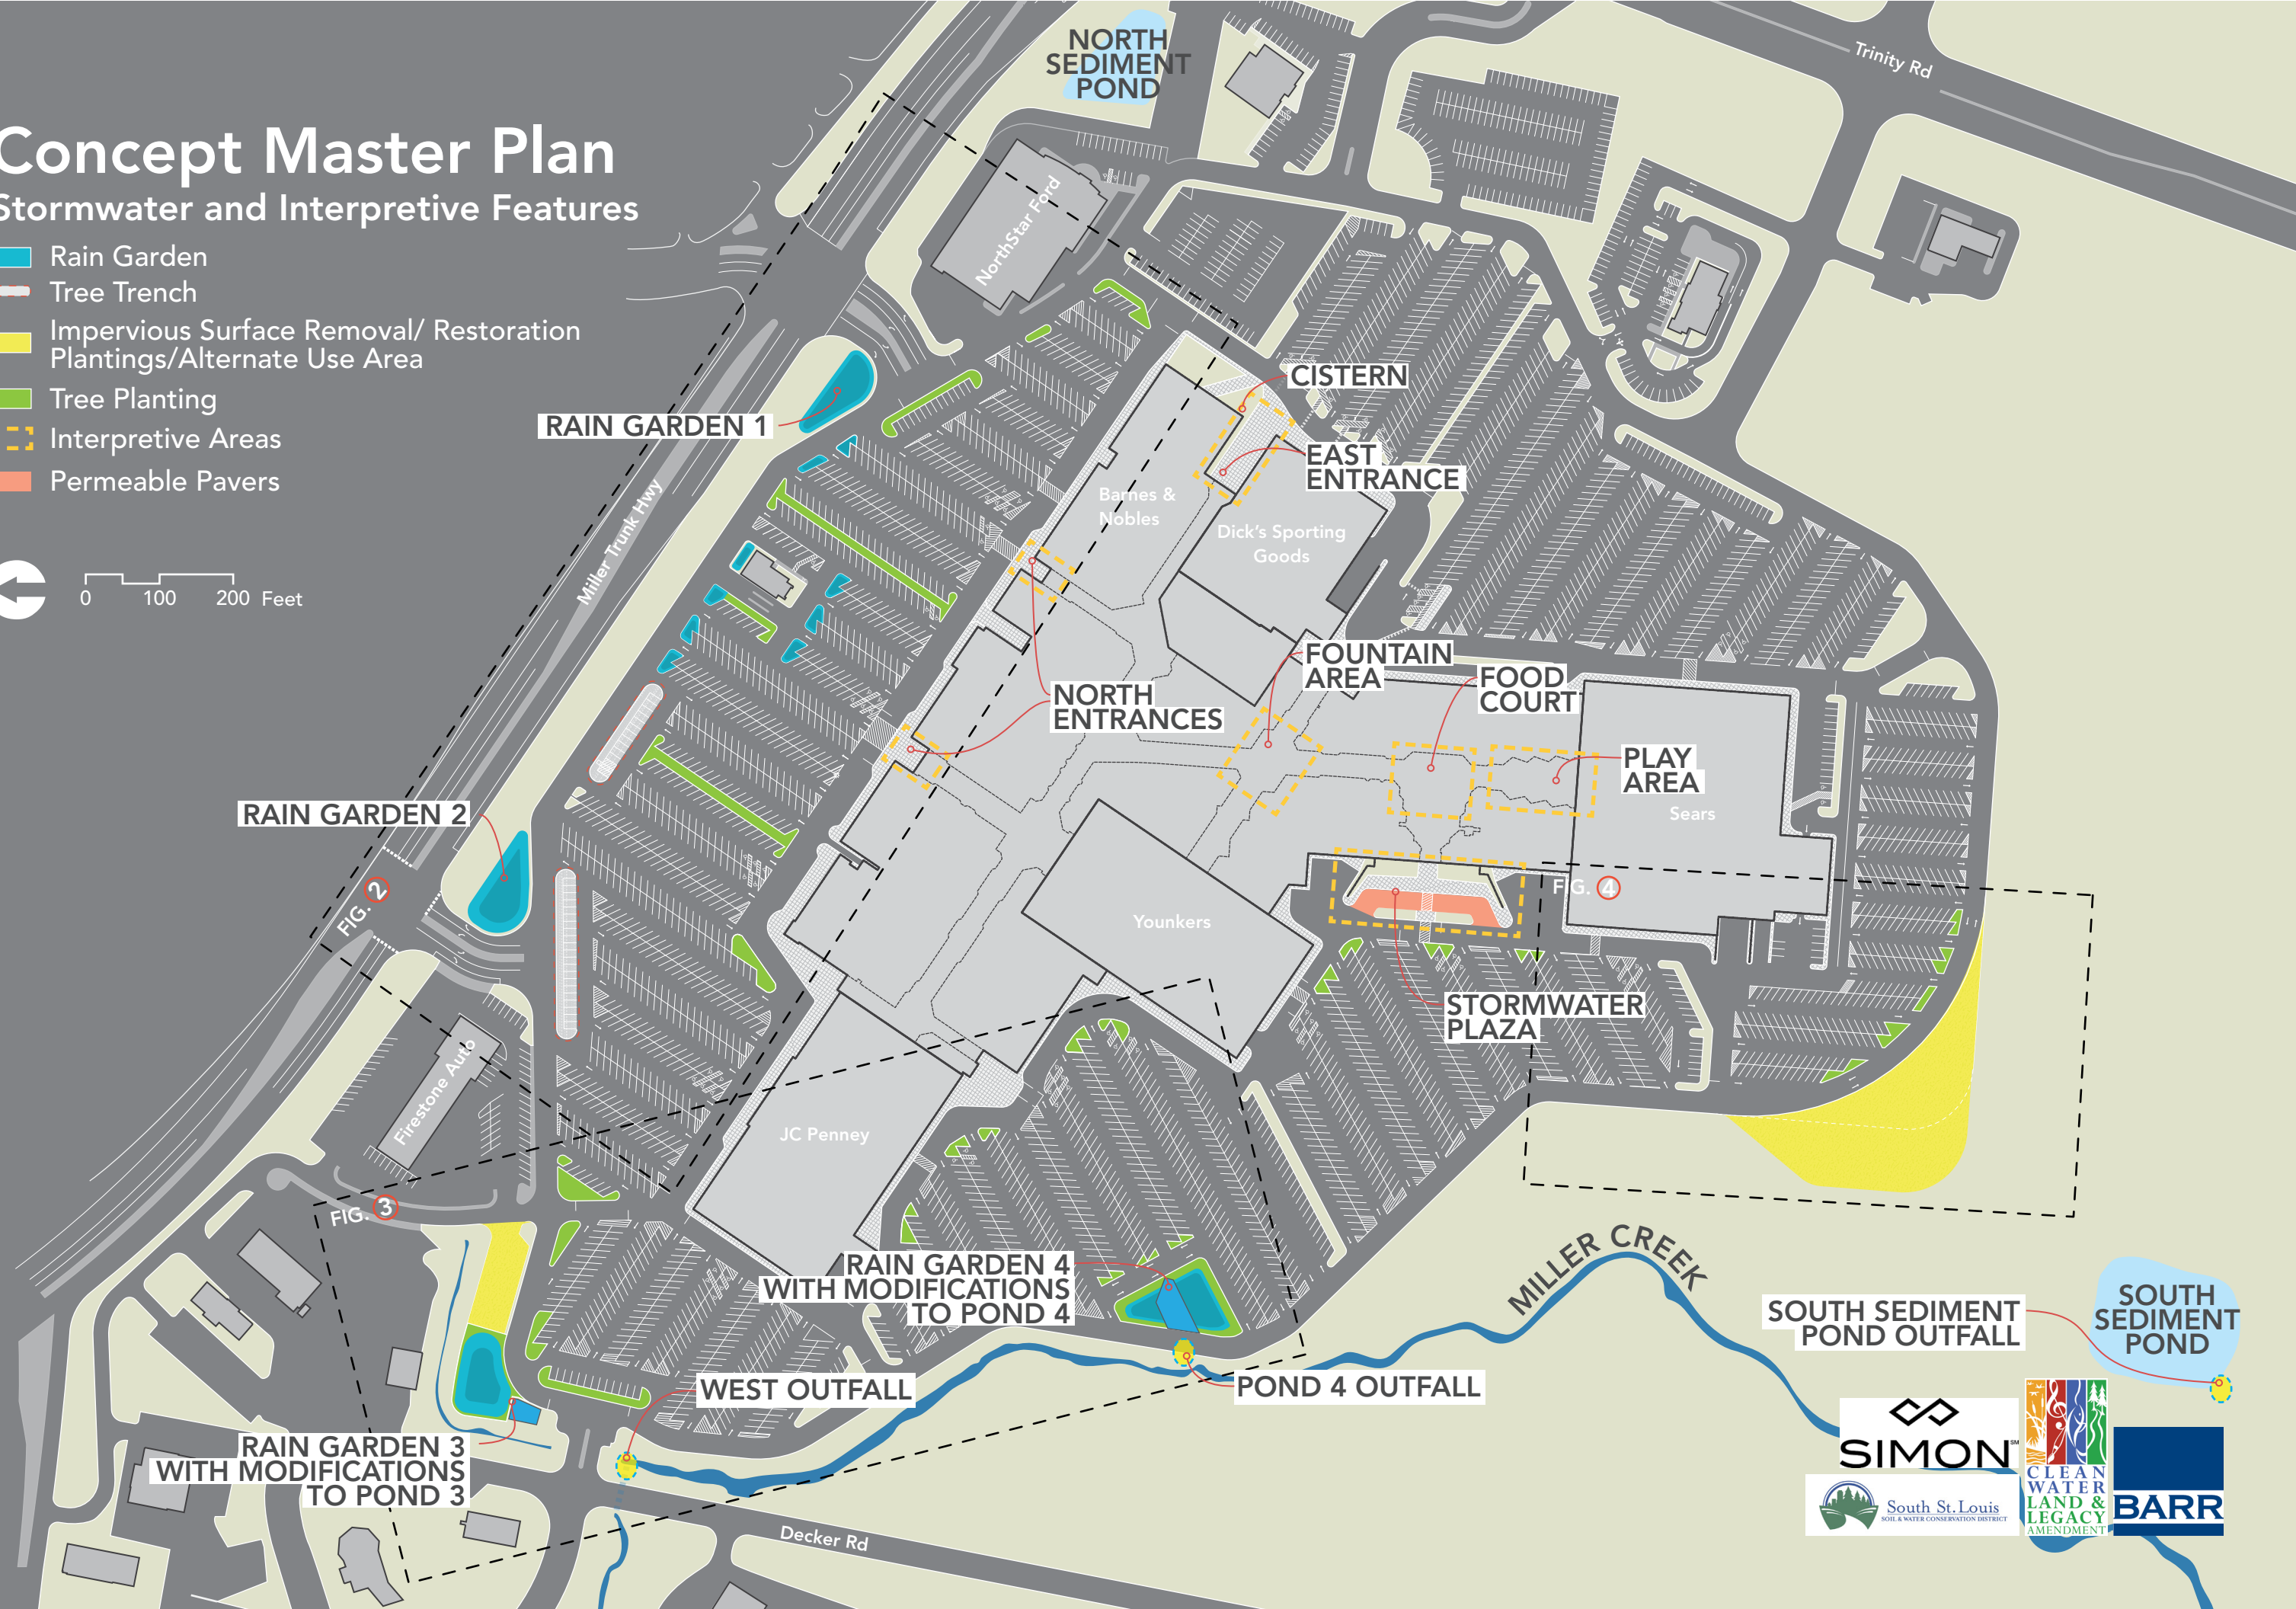 Concept Master Plan
Stormwater and Interpretive Features
Rain Garden
Tree Trench
Impervious Surface Removal/ Restoration
Plantings/Alternate Use Area
Tree Planting
Interpretive Areas
Permeable Pavers
0 100 200 Feet
NORTH
SEDIMENT
POND
Trinity Rd
NorthStar Ford
Miller Trunk Hwy
RAIN GARDEN 1
CISTERN
EAST
ENTRANCE
Barnes &
Nobles
Dick's Sporting
Goods
NORTH
ENTRANCES
FOUNTAIN
AREA
FOOD
COURT
PLAY
AREA
Sears
RAIN GARDEN 2
FIG. 2
Younkers
FIG. 4
STORMWATER
PLAZA
Firestone Auto
JC Penney
FIG. 3
RAIN GARDEN 4
WITH MODIFICATIONS
TO POND 4
MILLER CREEK
SOUTH SEDIMENT
POND OUTFALL
SOUTH
SEDIMENT
POND
WEST OUTFALL
POND 4 OUTFALL
RAIN GARDEN 3
WITH MODIFICATIONS
TO POND 3
Decker Rd
SIMON
SM
South St. Louis
SOIL & WATER CONSERVATION DISTRICT
CLEAN
WATER
LAND &
LEGACY
AMENDMENT
BARR